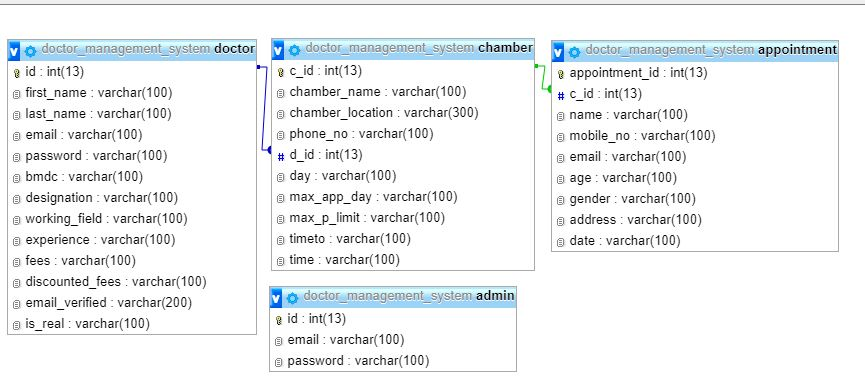 doctor_management_system doctor
id : int(13)
first_name : varchar(100)
last_name : varchar(100)
email : varchar(100)
password : varchar(100)
bmdc : varchar(100)
designation : varchar(100)
working_field : varchar(100)
experience : varchar(100)
fees : varchar(100)
discounted_fees : varchar(100)
email_verified : varchar(200)
is_real : varchar(100)
doctor_management_system chamber
c_id : int(13)
chamber_name : varchar(100)
chamber_location : varchar(300)
phone_no : varchar(100)
# d_id : int(13)
day : varchar(100)
max_app_day : varchar(100)
max_p_limit : varchar(100)
timeto : varchar(100)
time : varchar(100)
doctor_management_system appointment
appointment_id : int(13)
# c_id : int(13)
name : varchar(100)
mobile_no : varchar(100)
email : varchar(100)
age : varchar(100)
gender : varchar(100)
address : varchar(100)
date : varchar(100)
doctor_management_system admin
id : int(13)
email : varchar(100)
password : varchar(100)